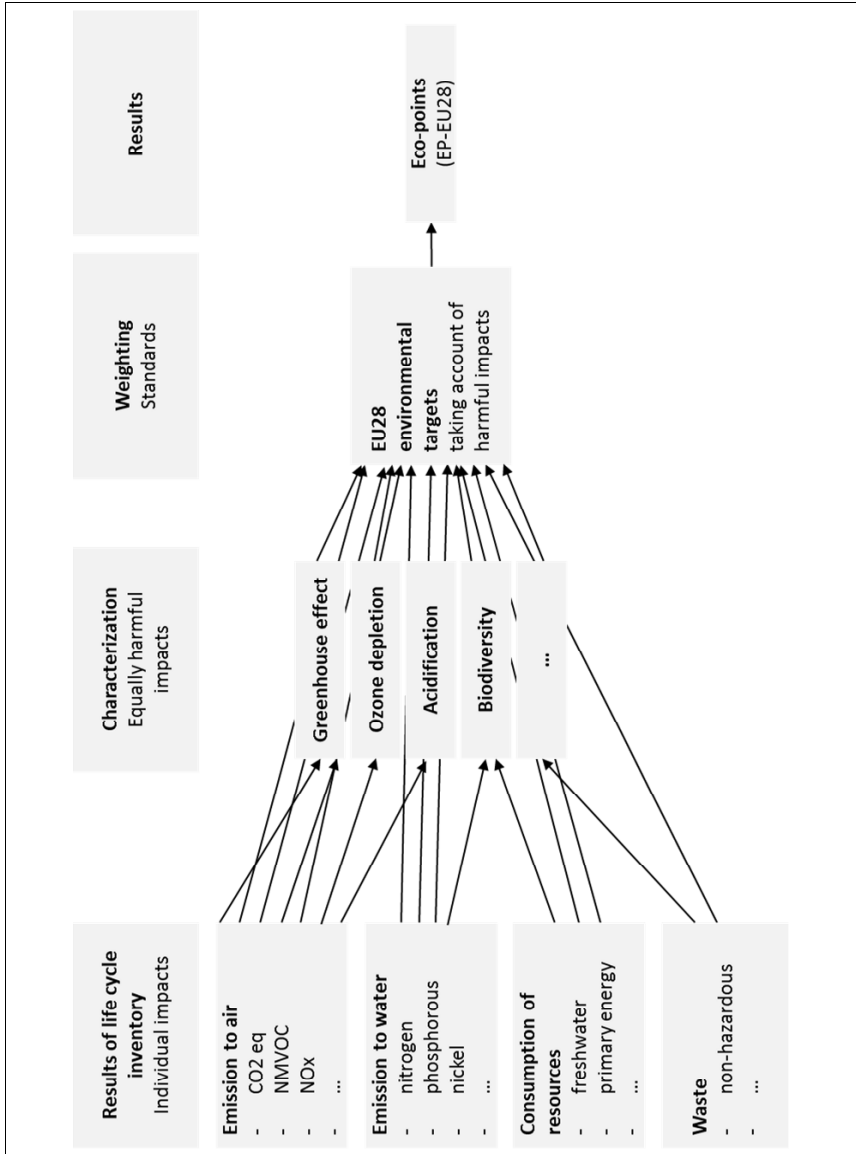 Results of life cycle
inventory
Individual impacts
Characterization
Equally harmful
impacts
Weighting
Standards
Results
Emission to air
- CO2 eq
- NMVOC
- NOx
- ...
Emission to water
- nitrogen
- phosphorous
- nickel
- ...
Consumption of
resources
- freshwater
- primary energy
- ...
Waste
- non-hazardous
- ...
Greenhouse effect
Ozone depletion
Acidification
Biodiversity
...
EU28
environmental
targets
taking account of
harmful impacts
Eco-points
(EP-EU28)